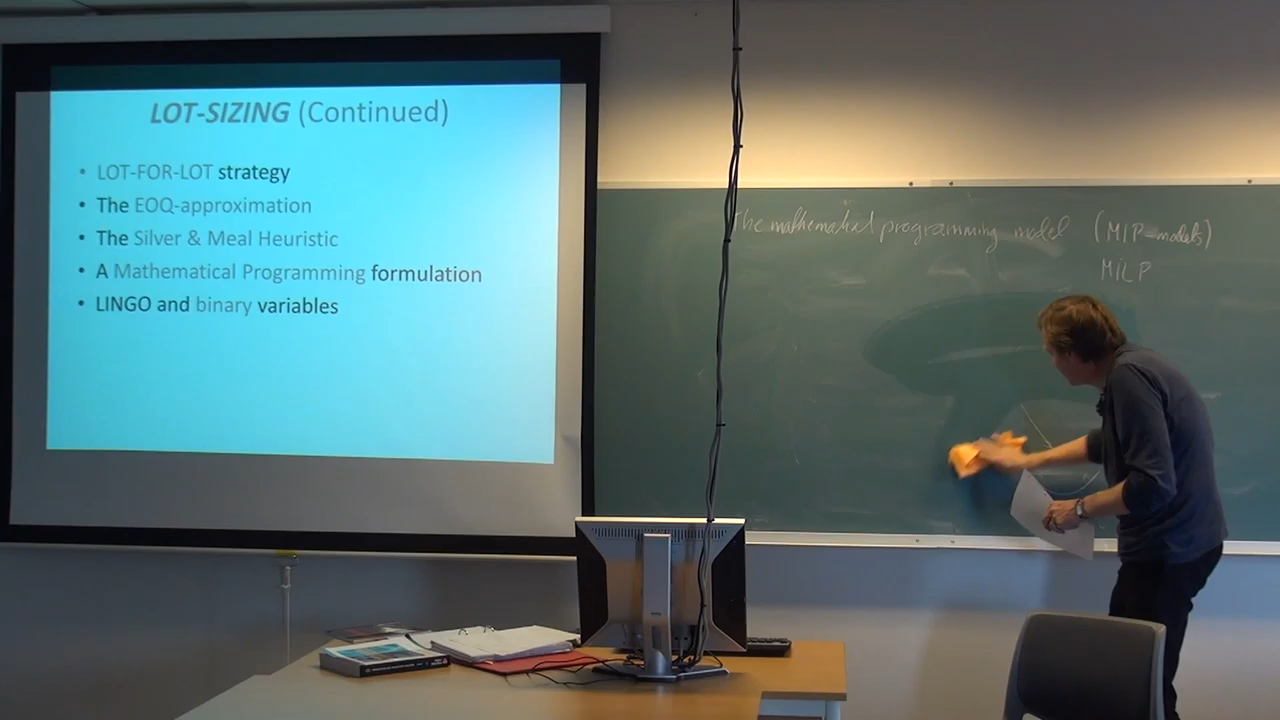 LOT-SIZING (Continued)
• LOT-FOR-LOT strategy
• The EOQ-approximation
• The Silver & Meal Heuristic
• A Mathematical Programming formulation
• LINGO and binary variables
The mathematical programming model (MIP-models)
MILP